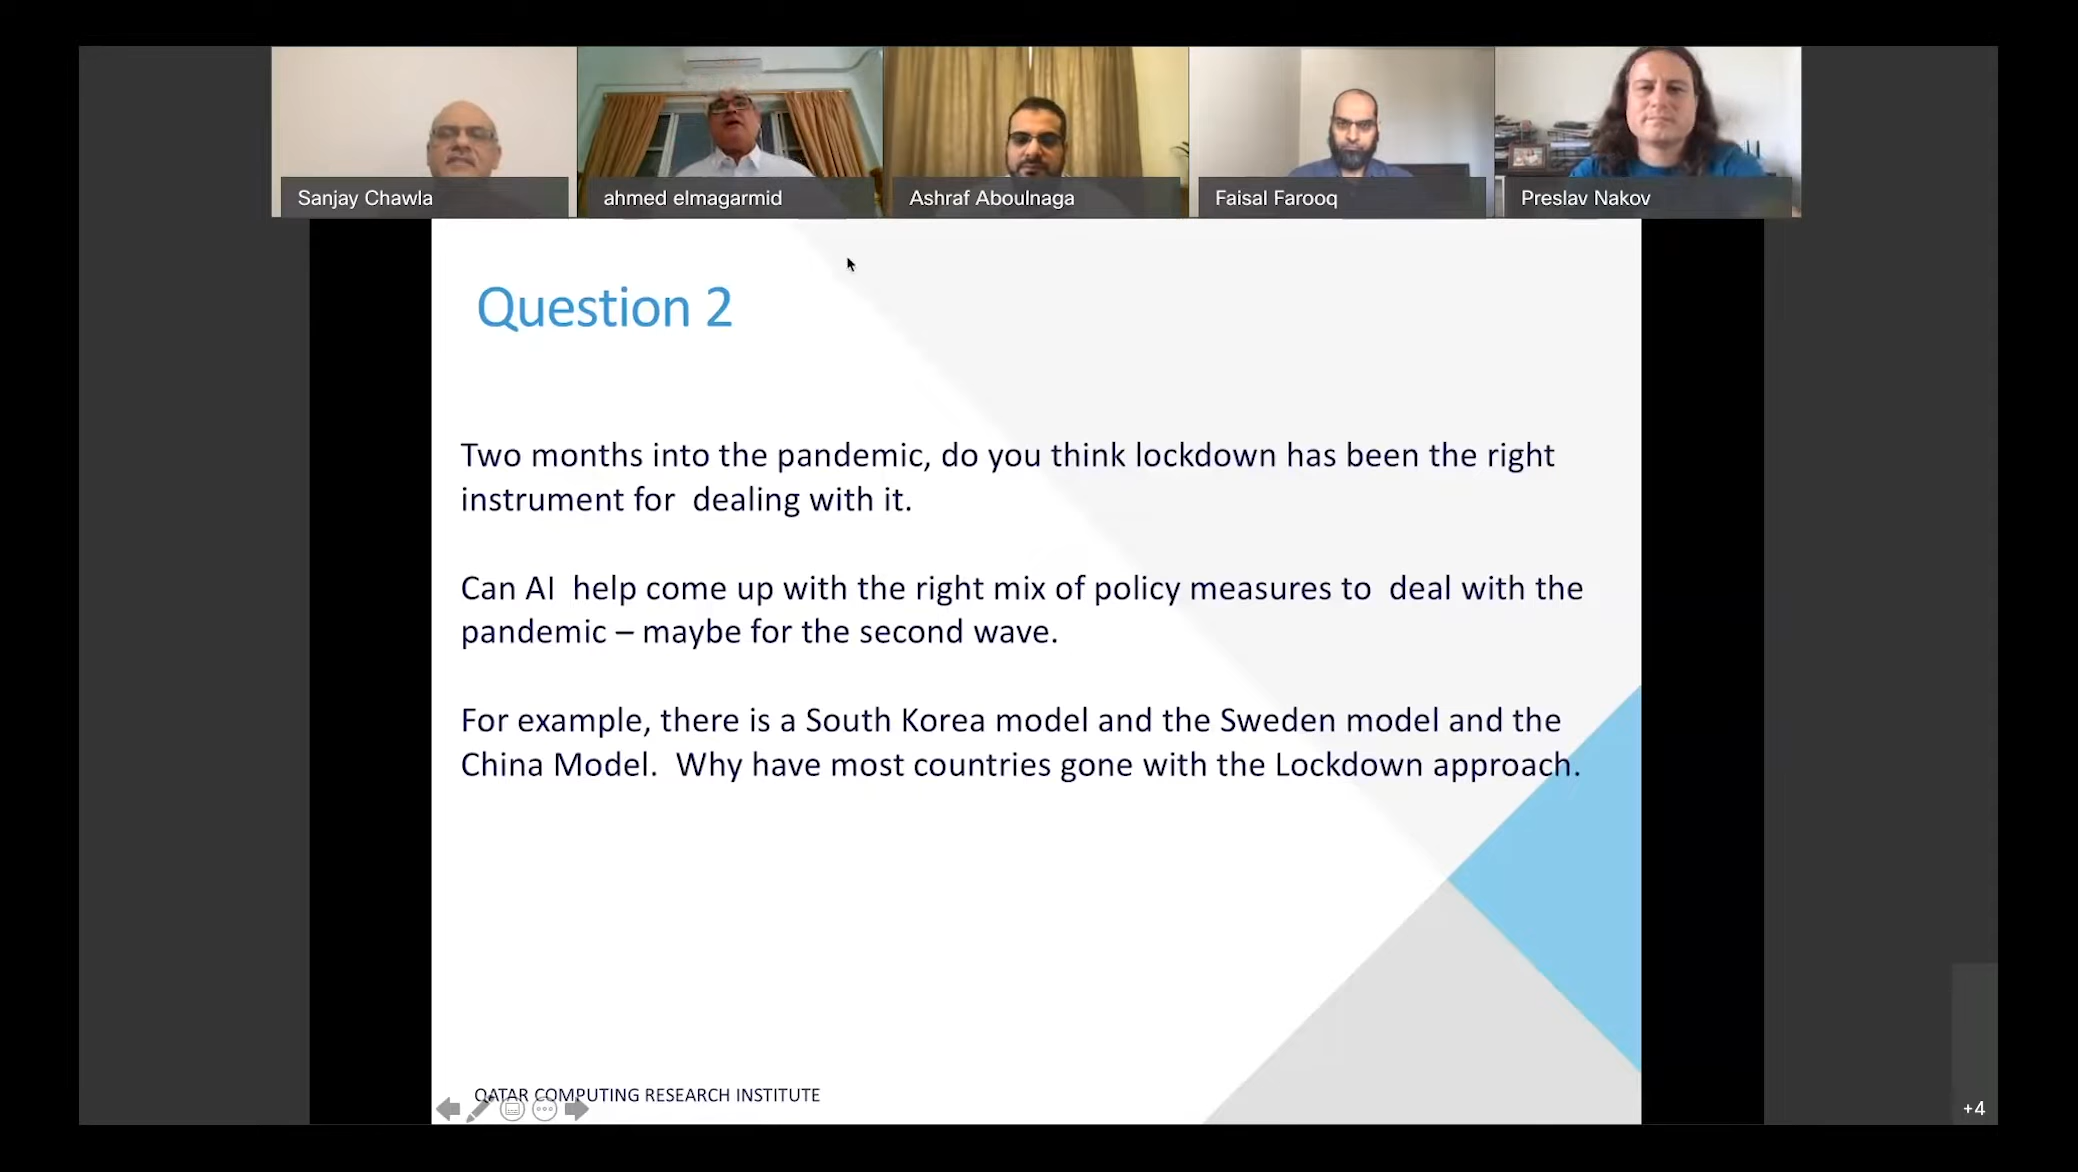 Sanjay Chawla
ahmed elmagarmid
Ashraf Aboulnaga
Faisal Farooq
Preslav Nakov
Question 2
Two months into the pandemic, do you think lockdown has been the right
instrument for  dealing with it.
Can AI  help come up with the right mix of policy measures to  deal with the
pandemic – maybe for the second wave.
For example, there is a South Korea model and the Sweden model and the
China Model.  Why have most countries gone with the Lockdown approach.
QATAR COMPUTING RESEARCH INSTITUTE
+4